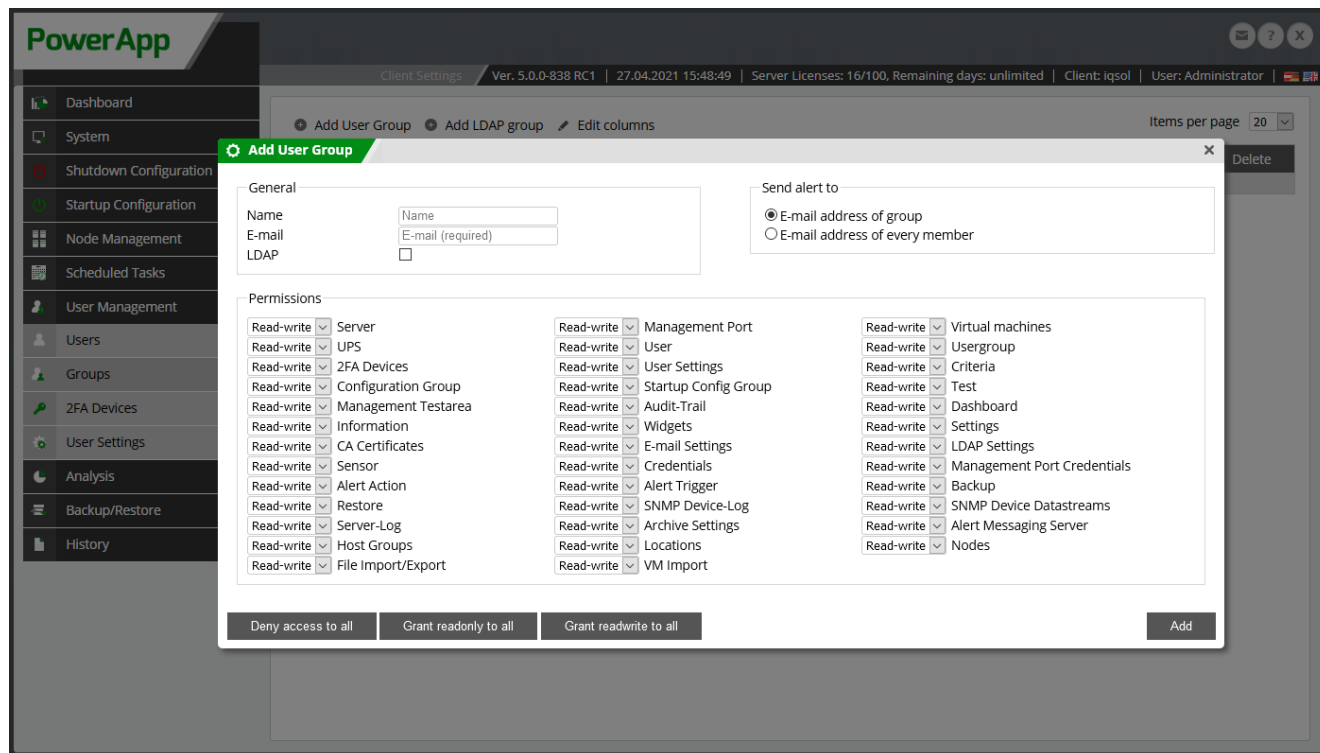 PowerApp
Client Settings Ver. 5.0.0-838 RC1 | 27.04.2021 15:48:49 | Server Licenses: 16/100, Remaining days: unlimited | Client: iqsol | User: Administrator |
Dashboard
System
Shutdown Configuration
Startup Configuration
Node Management
Scheduled Tasks
User Management
Users
Groups
2FA Devices
User Settings
Analysis
Backup/Restore
History
Add User Group Add LDAP group Edit columns Items per page 20
Delete
Add User Group X
General
Name Name
E-mail E-mail (required)
LDAP
Send alert to
E-mail address of group
E-mail address of every member
Permissions
Read-write Server Read-write Management Port Read-write Virtual machines
Read-write UPS Read-write User Read-write Usergroup
Read-write 2FA Devices Read-write User Settings Read-write Criteria
Read-write Configuration Group Read-write Startup Config Group Read-write Test
Read-write Management Testarea Read-write Audit-Trail Read-write Dashboard
Read-write Information Read-write Widgets Read-write Settings
Read-write CA Certificates Read-write E-mail Settings Read-write LDAP Settings
Read-write Sensor Read-write Credentials Read-write Management Port Credentials
Read-write Alert Action Read-write Alert Trigger Read-write Backup
Read-write Restore Read-write SNMP Device-Log Read-write SNMP Device Datastreams
Read-write Server-Log Read-write Archive Settings Read-write Alert Messaging Server
Read-write Host Groups Read-write Locations Read-write Nodes
Read-write File Import/Export Read-write VM Import
Deny access to all Grant readonly to all Grant readwrite to all Add